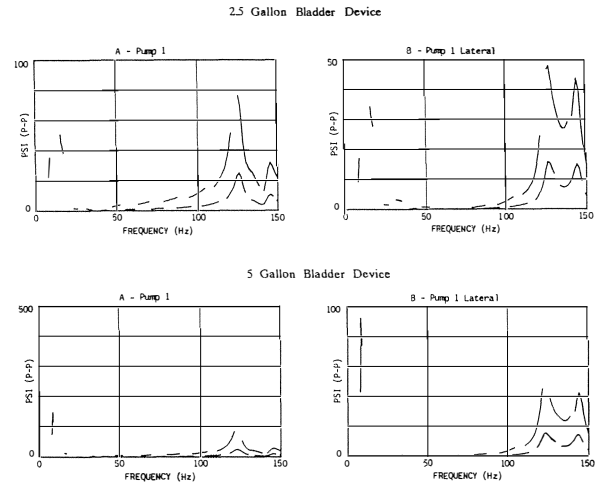 2.5 Gallon Bladder Device
A - Pump 1
B - Pump 1 Lateral
100
PSI (P-P)
0
0 50 100 150
FREQUENCY (Hz)
50
PSI (P-P)
0
0 50 100 150
FREQUENCY (Hz)
5 Gallon Bladder Device
A - Pump 1
B - Pump 1 Lateral
500
PSI (P-P)
0
0 50 100 150
FREQUENCY (Hz)
100
PSI (P-P)
0
0 50 100 150
FREQUENCY (Hz)